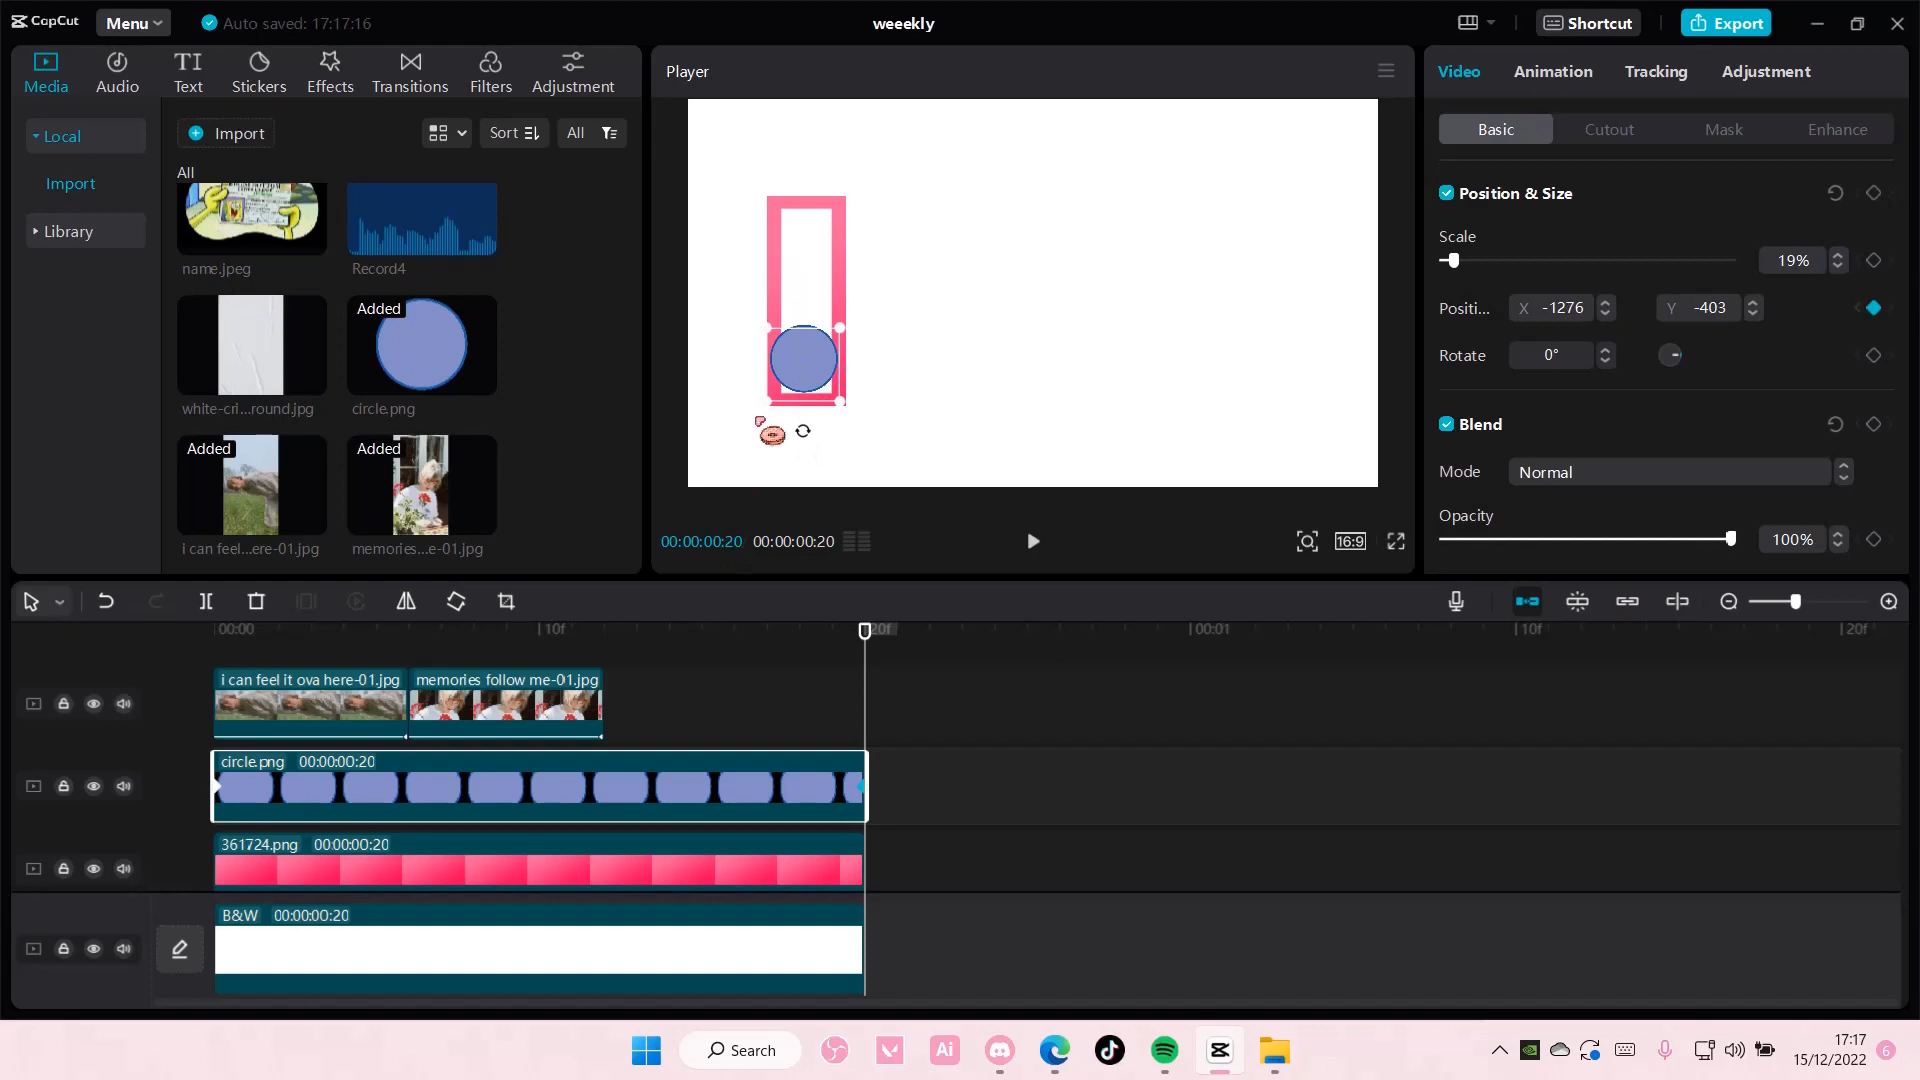 CapCut
Menu
Auto saved: 17:17:16
weeekly
Shortcut
Export
Media
Audio
TI
Text
Stickers
Effects
Transitions
Filters
Adjustment
Player
Video
Animation
Tracking
Adjustment
Local
Import
Library
Import
Sort
All
All
name.jpeg
Record4
Added
white-cri...round.jpg
circle.png
Added
Added
i can feel...ere-01.jpg
memories...e-01.jpg
00:00:00:20
00:00:00:20
16:9
Basic
Cutout
Mask
Enhance
Position & Size
Scale
19%
Positi...
X -1276
Y -403
Rotate
0°
Blend
Mode
Normal
Opacity
100%
00:00
10f
20f
00:01
10f
20f
i can feel it ova here-01.jpg
memories follow me-01.jpg
circle.png 00:00:00:20
361724.png 00:00:00:20
B&W 00:00:00:20
Search
Ai
17:17
15/12/2022
6